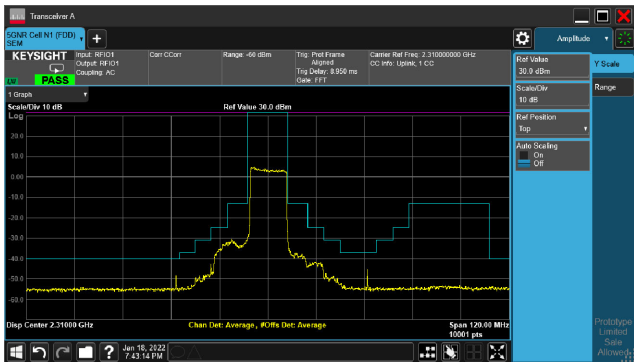 Transceiver A
5GNR Cell N1 (FDD)
SEM
Amplitude
KEYSIGHT
Input: RFIO1
Output: RFIO1
Coupling: AC
Corr CCorr
Range: -60 dBm
Trig: Prot Frame
Aligned
Trig Delay: 8.950 ms
Gate: FFT
Carrier Ref Freq: 2.310000000 GHz
CC Info: Uplink, 1 CC
PASS
1 Graph
Scale/Div 10 dB
Ref Value 30.0 dBm
Log
20.0
10.0
0.00
-10.0
-20.0
-30.0
-40.0
-50.0
-60.0
Disp Center 2.31000 GHz
Chan Det: Average , #Offs Det: Average
Span 120.00 MHz
10001 pts
Ref Value
30.0 dBm
Scale/Div
10 dB
Ref Position
Top
Auto Scaling
On
Off
Y Scale
Range
Prototype
Limited
Sale
Allowed
Jan 18, 2022
7:43:14 PM